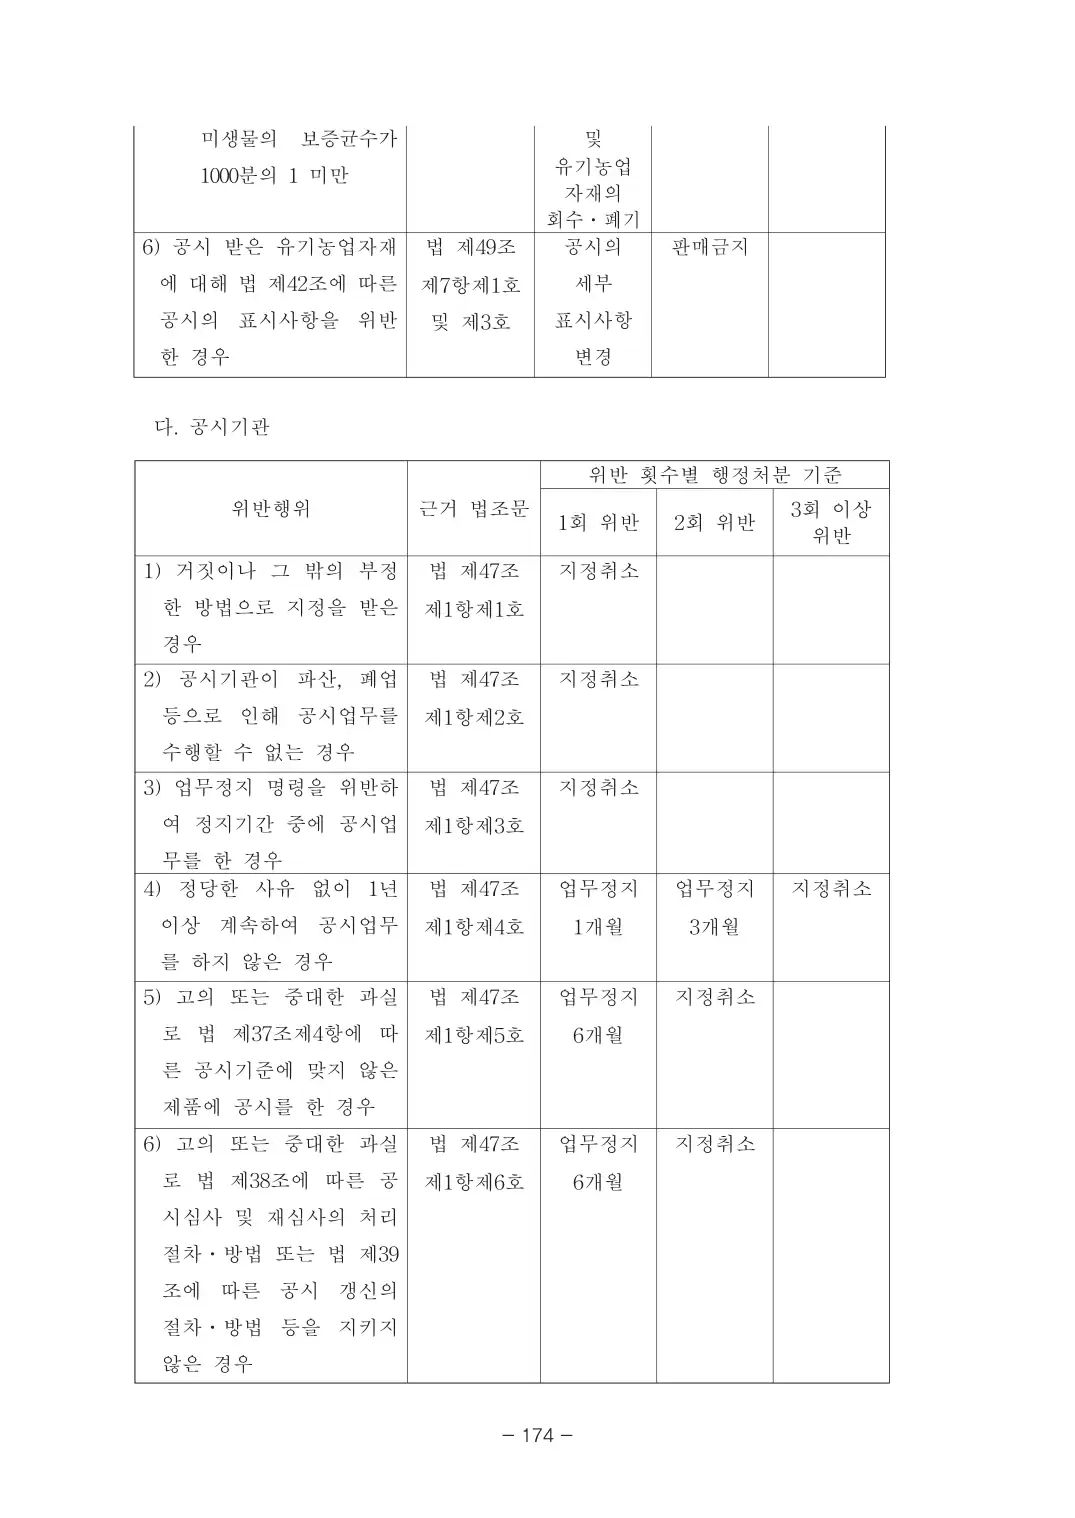 미생물의 보증균수가
1000분의 1 미만
및
유기농업
자재의
회수・폐기
6) 공시 받은 유기농업자재
에 대해 법 제42조에 따른
공시의 표시사항을 위반
한 경우
법 제49조
제7항제1호
및 제3호
공시의
세부
표시사항
변경
판매금지
다. 공시기관
위반행위
근거 법조문
위반 횟수별 행정처분 기준
1회 위반
2회 위반
3회 이상
위반
1) 거짓이나 그 밖의 부정
한 방법으로 지정을 받은
경우
법 제47조
제1항제1호
지정취소
2) 공시기관이 파산, 폐업
등으로 인해 공시업무를
수행할 수 없는 경우
법 제47조
제1항제2호
지정취소
3) 업무정지 명령을 위반하
여 정지기간 중에 공시업
무를 한 경우
법 제47조
제1항제3호
지정취소
4) 정당한 사유 없이 1년
이상 계속하여 공시업무
를 하지 않은 경우
법 제47조
제1항제4호
업무정지
1개월
업무정지
3개월
지정취소
5) 고의 또는 중대한 과실
로 법 제37조제4항에 따
른 공시기준에 맞지 않은
제품에 공시를 한 경우
법 제47조
제1항제5호
업무정지
6개월
지정취소
6) 고의 또는 중대한 과실
로 법 제38조에 따른 공
시심사 및 재심사의 처리
절차・방법 또는 법 제39
조에 따른 공시 갱신의
절차・방법 등을 지키지
않은 경우
법 제47조
제1항제6호
업무정지
6개월
지정취소
- 174 -